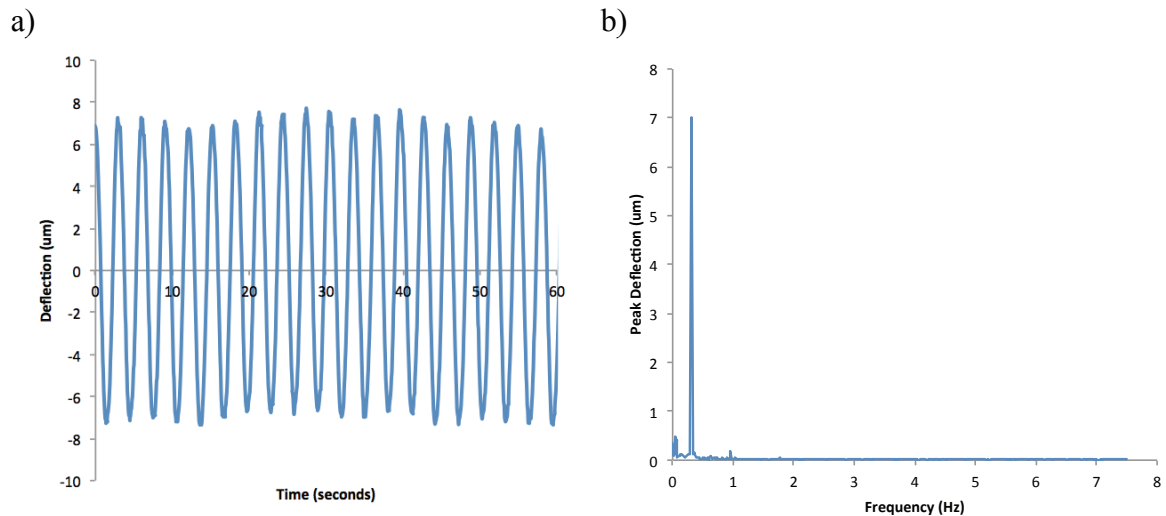 a)
10
8
6
4
2
0
-2
-4
-6
-8
-10
0 10 20 30 40 50 60
Deflection (um)
Time (seconds)
b)
8
7
6
5
4
3
2
1
0
0 1 2 3 4 5 6 7 8
Peak Deflection (um)
Frequency (Hz)